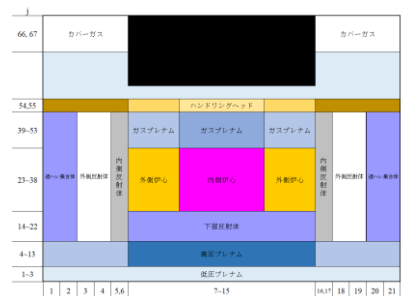 j
66, 67
カバーガス
カバーガス
54,55
ハンドリングヘッド
39~53
ガスプレナム
ガスプレナム
ガスプレナム
23~38
外側反射体
内側反射体
外側炉心
内側炉心
外側炉心
内側反射体
外側反射体
14~22
下部反射体
4~13
高圧プレナム
1~3
低圧プレナム
1
2
3
4
5,6
7~15
16,17
18
19
20
21